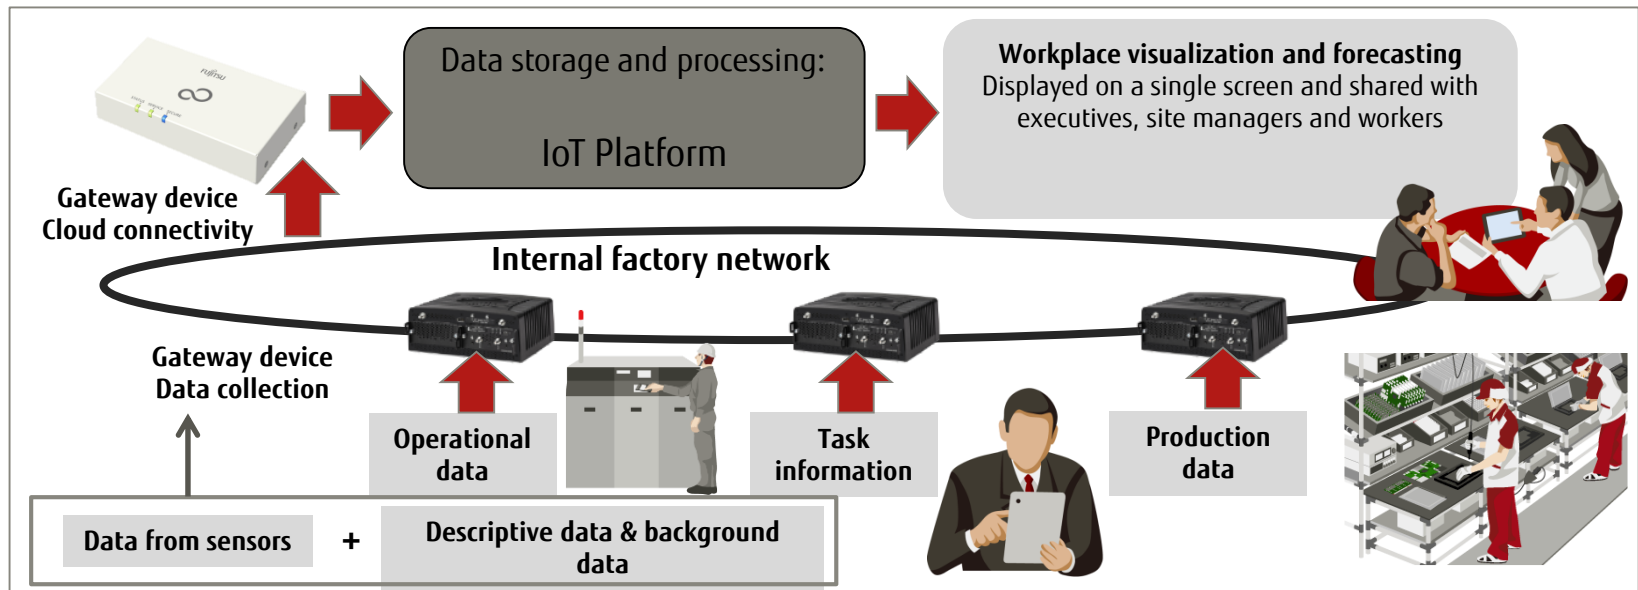 FUJITSU
Data storage and processing:
IoT Platform
Workplace visualization and forecasting
Displayed on a single screen and shared with
executives, site managers and workers
Gateway device
Cloud connectivity
Internal factory network
Gateway device
Data collection
Operational
data
Task
information
Production
data
Data from sensors
+
Descriptive data & background
data